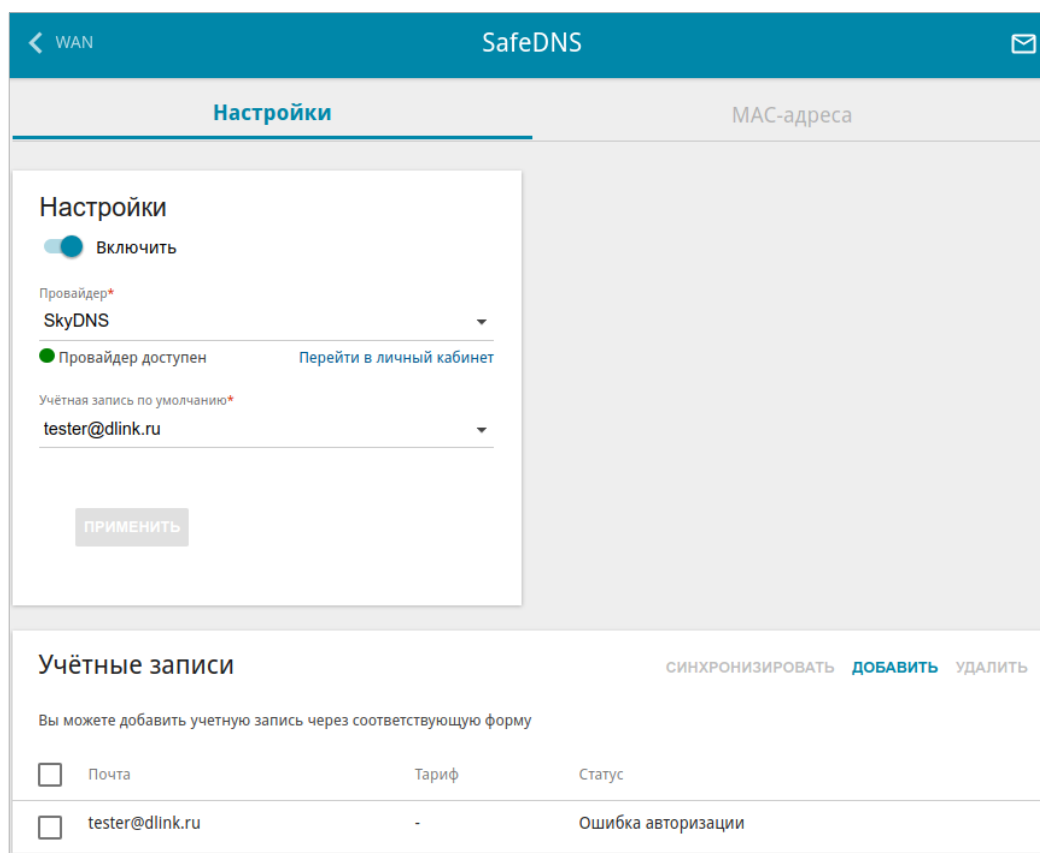 WAN
SafeDNS
Настройки
MAC-адреса
Настройки
Включить
Провайдер*
SkyDNS
Провайдер доступен
Перейти в личный кабинет
Учётная запись по умолчанию*
tester@dlink.ru
ПРИМЕНИТЬ
Учётные записи
СИНХРОНИЗИРОВАТЬ ДОБАВИТЬ УДАЛИТЬ
Вы можете добавить учетную запись через соответствующую форму
Почта Тариф Статус
tester@dlink.ru - Ошибка авторизации